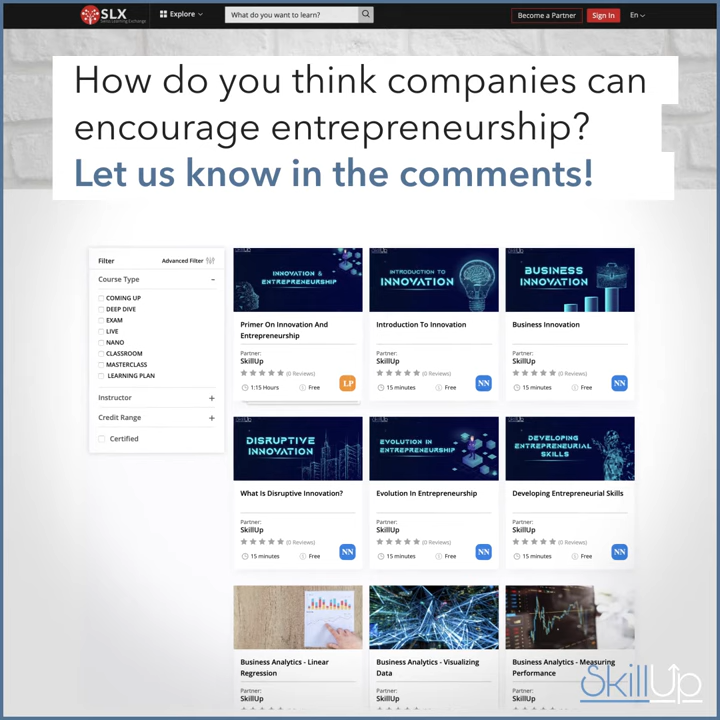 SLX
Explore
What do you want to learn?
Become a Partner
Sign In
En
How do you think companies can
encourage entrepreneurship?
Let us know in the comments!
Filter
Advanced Filter
Course Type
-
COMING UP
DEEP DIVE
EXAM
LIVE
NANO
CLASSROOM
MASTERCLASS
LEARNING PLAN
Instructor
+
Credit Range
+
Certified
INNOVATION &
ENTREPRENEURSHIP
Primer On Innovation And
Entrepreneurship
Partner:
SkillUp
(0 Reviews)
1:15 Hours
Free
LP
INTRODUCTION TO
INNOVATION
Introduction To Innovation
Partner:
SkillUp
(0 Reviews)
15 minutes
Free
NN
BUSINESS
INNOVATION
Business Innovation
Partner:
SkillUp
(0 Reviews)
15 minutes
Free
NN
DISRUPTIVE
INNOVATION
What Is Disruptive Innovation?
Partner:
SkillUp
(0 Reviews)
15 minutes
Free
NN
EVOLUTION IN
ENTREPRENEURSHIP
Evolution In Entrepreneurship
Partner:
SkillUp
(0 Reviews)
15 minutes
Free
NN
DEVELOPING
ENTREPRENEURIAL
SKILLS
Developing Entrepreneurial Skills
Partner:
SkillUp
(0 Reviews)
15 minutes
Free
NN
Business Analytics - Linear
Regression
Partner:
SkillUp
Business Analytics - Visualizing
Data
Partner:
SkillUp
Business Analytics - Measuring
Performance
Partner:
SkillUp
SkillUp